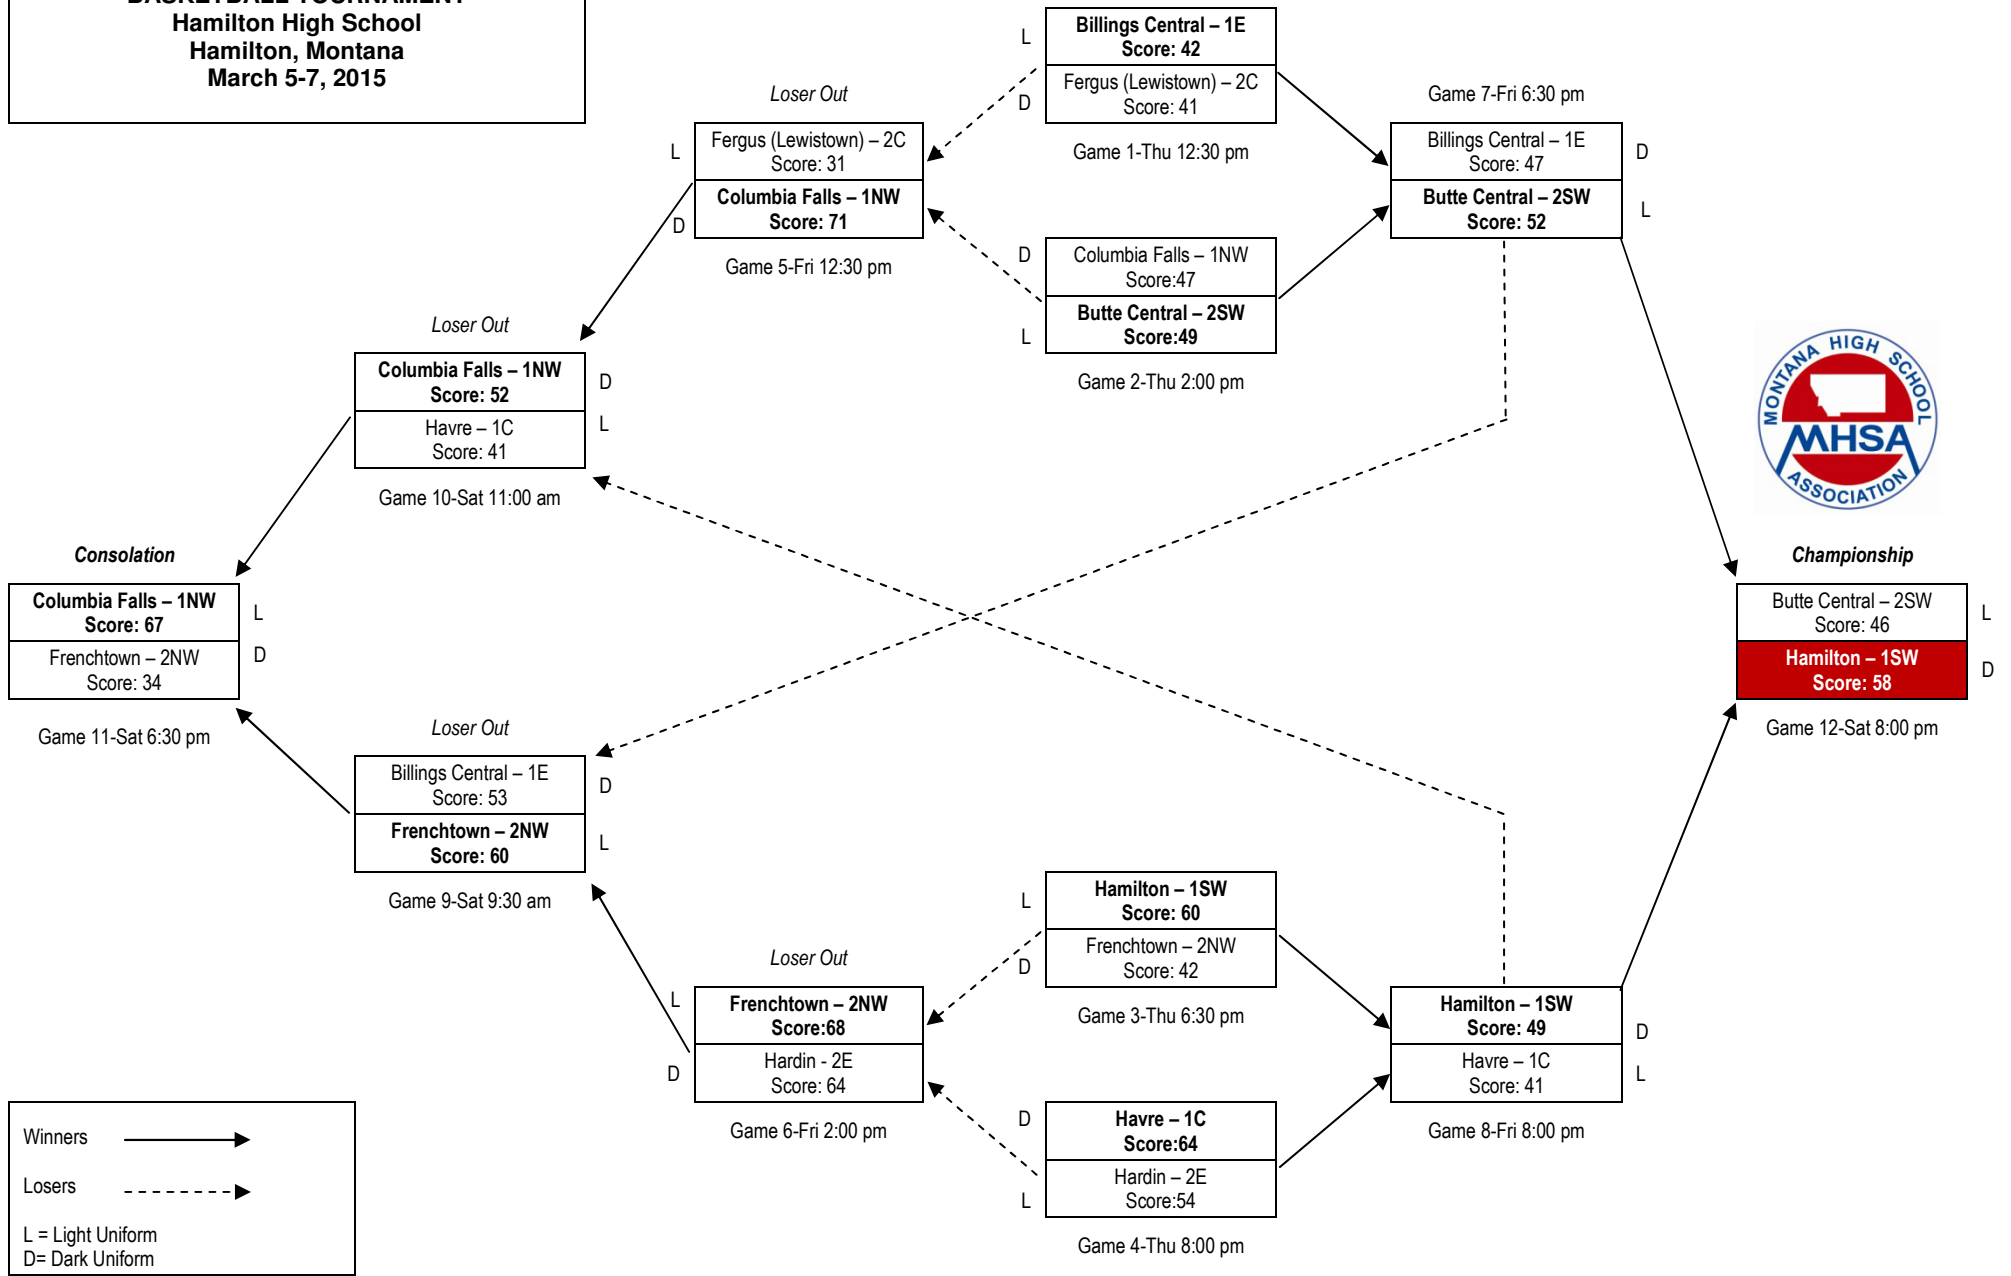 BASKETBALL TOURNAMENT
Hamilton High School
Hamilton, Montana
March 5-7, 2015
L
Billings Central – 1E
Score: 42
D
Fergus (Lewistown) – 2C
Score: 41
Game 1-Thu 12:30 pm
Loser Out
L
Fergus (Lewistown) – 2C
Score: 31
D
Columbia Falls – 1NW
Score: 71
Game 5-Fri 12:30 pm
Game 7-Fri 6:30 pm
Billings Central – 1E
Score: 47
D
Butte Central – 2SW
Score: 52
L
D
Columbia Falls – 1NW
Score:47
L
Butte Central – 2SW
Score:49
Game 2-Thu 2:00 pm
Loser Out
Columbia Falls – 1NW
Score: 52
D
Havre – 1C
Score: 41
L
Game 10-Sat 11:00 am
MONTANA HIGH SCHOOL
MHSA
ASSOCIATION
Consolation
Columbia Falls – 1NW
Score: 67
L
Frenchtown – 2NW
Score: 34
D
Game 11-Sat 6:30 pm
Championship
Butte Central – 2SW
Score: 46
L
Hamilton – 1SW
Score: 58
D
Game 12-Sat 8:00 pm
Loser Out
Billings Central – 1E
Score: 53
D
Frenchtown – 2NW
Score: 60
L
Game 9-Sat 9:30 am
L
Hamilton – 1SW
Score: 60
D
Frenchtown – 2NW
Score: 42
Game 3-Thu 6:30 pm
Loser Out
L
Frenchtown – 2NW
Score:68
D
Hardin - 2E
Score: 64
Game 6-Fri 2:00 pm
Hamilton – 1SW
Score: 49
D
Havre – 1C
Score: 41
L
Game 8-Fri 8:00 pm
D
Havre – 1C
Score:64
L
Hardin – 2E
Score:54
Game 4-Thu 8:00 pm
Winners
Losers
L = Light Uniform
D= Dark Uniform